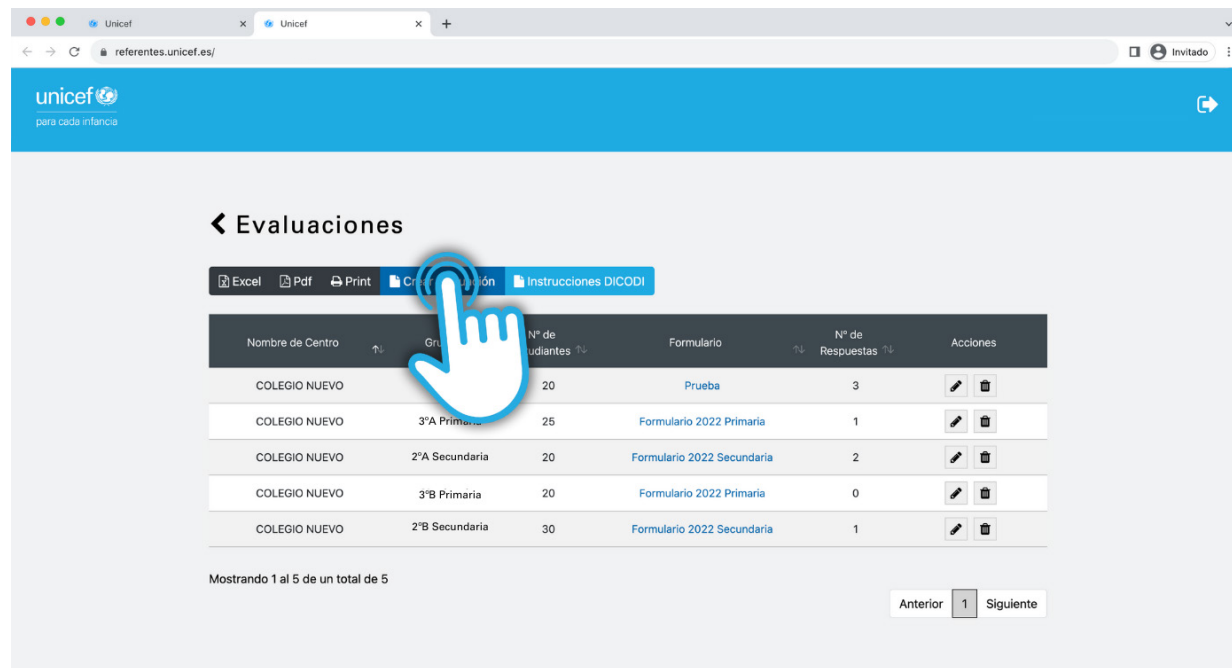 Unicef
Unicef
referentes.unicef.es/
Invitado
unicef
para cada infancia
Evaluaciones
Excel Pdf Print Instrucciones DICODI
Nombre de Centro Nº de Formulario Nº de Respuestas Acciones
COLEGIO NUEVO 20 Prueba 3
COLEGIO NUEVO 3ºA 25 Formulario 2022 Primaria 1
COLEGIO NUEVO 2ºA Secundaria 20 Formulario 2022 Secundaria 2
COLEGIO NUEVO 3ºB Primaria 20 Formulario 2022 Primaria 0
COLEGIO NUEVO 2ºB Secundaria 30 Formulario 2022 Secundaria 1
Mostrando 1 al 5 de un total de 5
Anterior 1 Siguiente